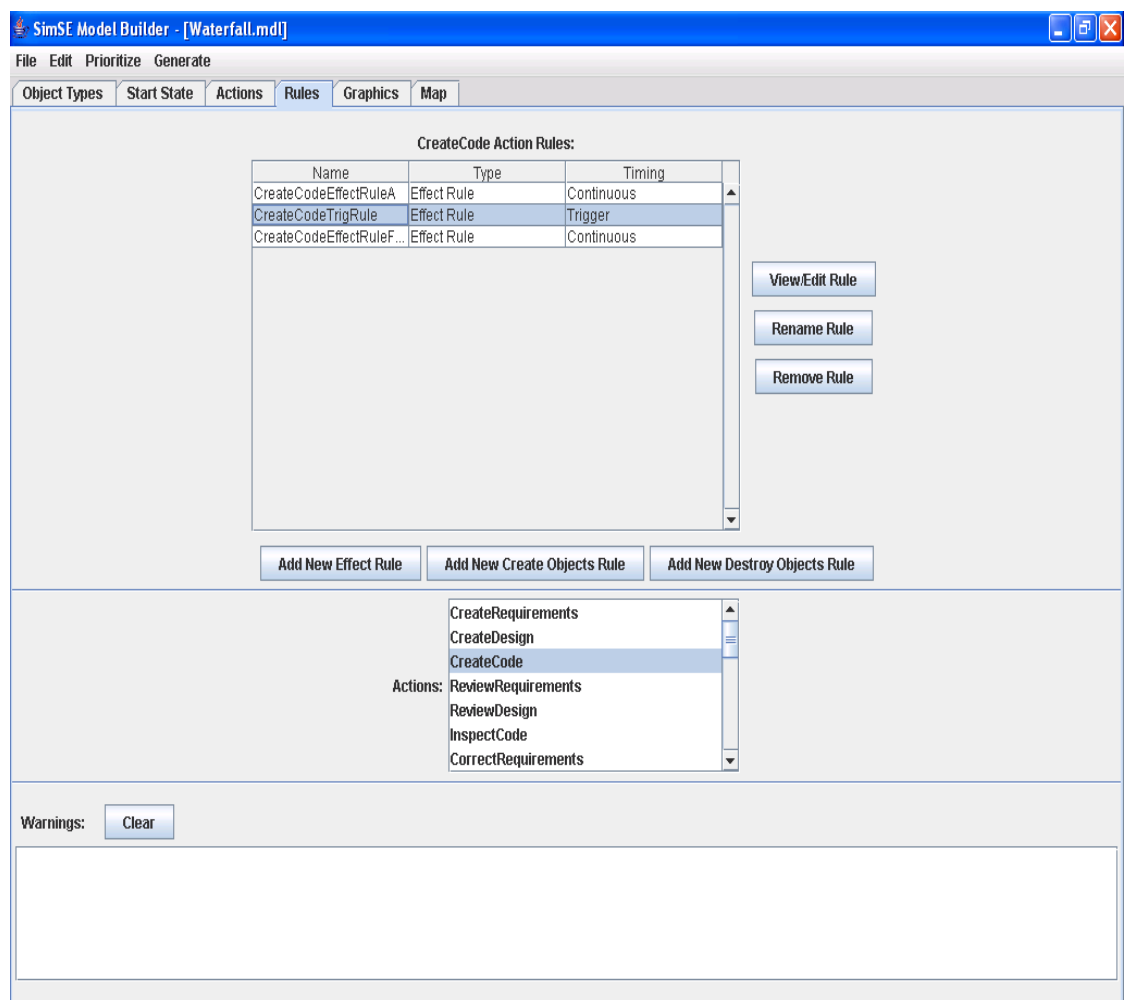 SimSE Model Builder - [Waterfall.mdl]
File Edit Prioritize Generate
Object Types Start State Actions Rules Graphics Map
CreateCode Action Rules:
Name Type Timing
CreateCodeEffectRuleA Effect Rule Continuous
CreateCodeTrigRule Effect Rule Trigger
CreateCodeEffectRuleF... Effect Rule Continuous
View/Edit Rule
Rename Rule
Remove Rule
Add New Effect Rule Add New Create Objects Rule Add New Destroy Objects Rule
CreateRequirements
CreateDesign
CreateCode
Actions: ReviewRequirements
ReviewDesign
InspectCode
CorrectRequirements
Warnings: Clear